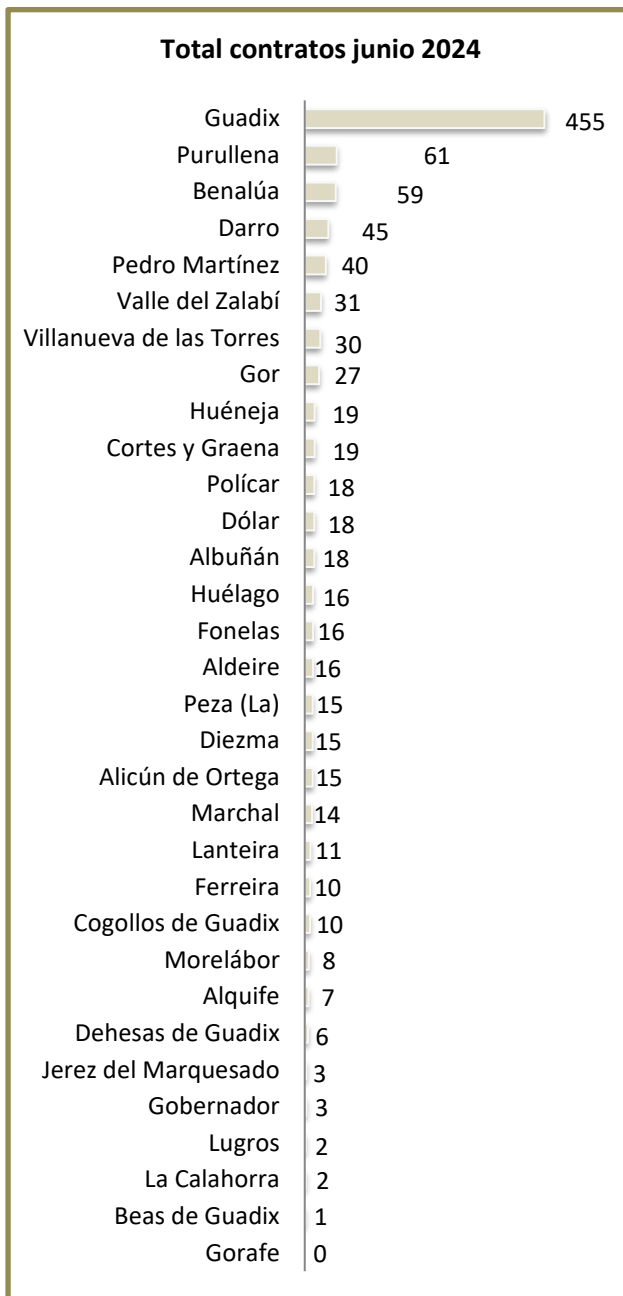 Total contratos junio 2024
Guadix 455
Purullena 61
Benalúa 59
Darro 45
Pedro Martínez 40
Valle del Zalabí 31
Villanueva de las Torres 30
Gor 27
Huéneja 19
Cortes y Graena 19
Polícar 18
Dólar 18
Albuñán 18
Huélago 16
Fonelas 16
Aldeire 16
Peza (La) 15
Diezma 15
Alicún de Ortega 15
Marchal 14
Lanteira 11
Ferreira 10
Cogollos de Guadix 10
Morelábor 8
Alquife 7
Dehesas de Guadix 6
Jerez del Marquesado 3
Gobernador 3
Lugros 2
La Calahorra 2
Beas de Guadix 1
Gorafe 0